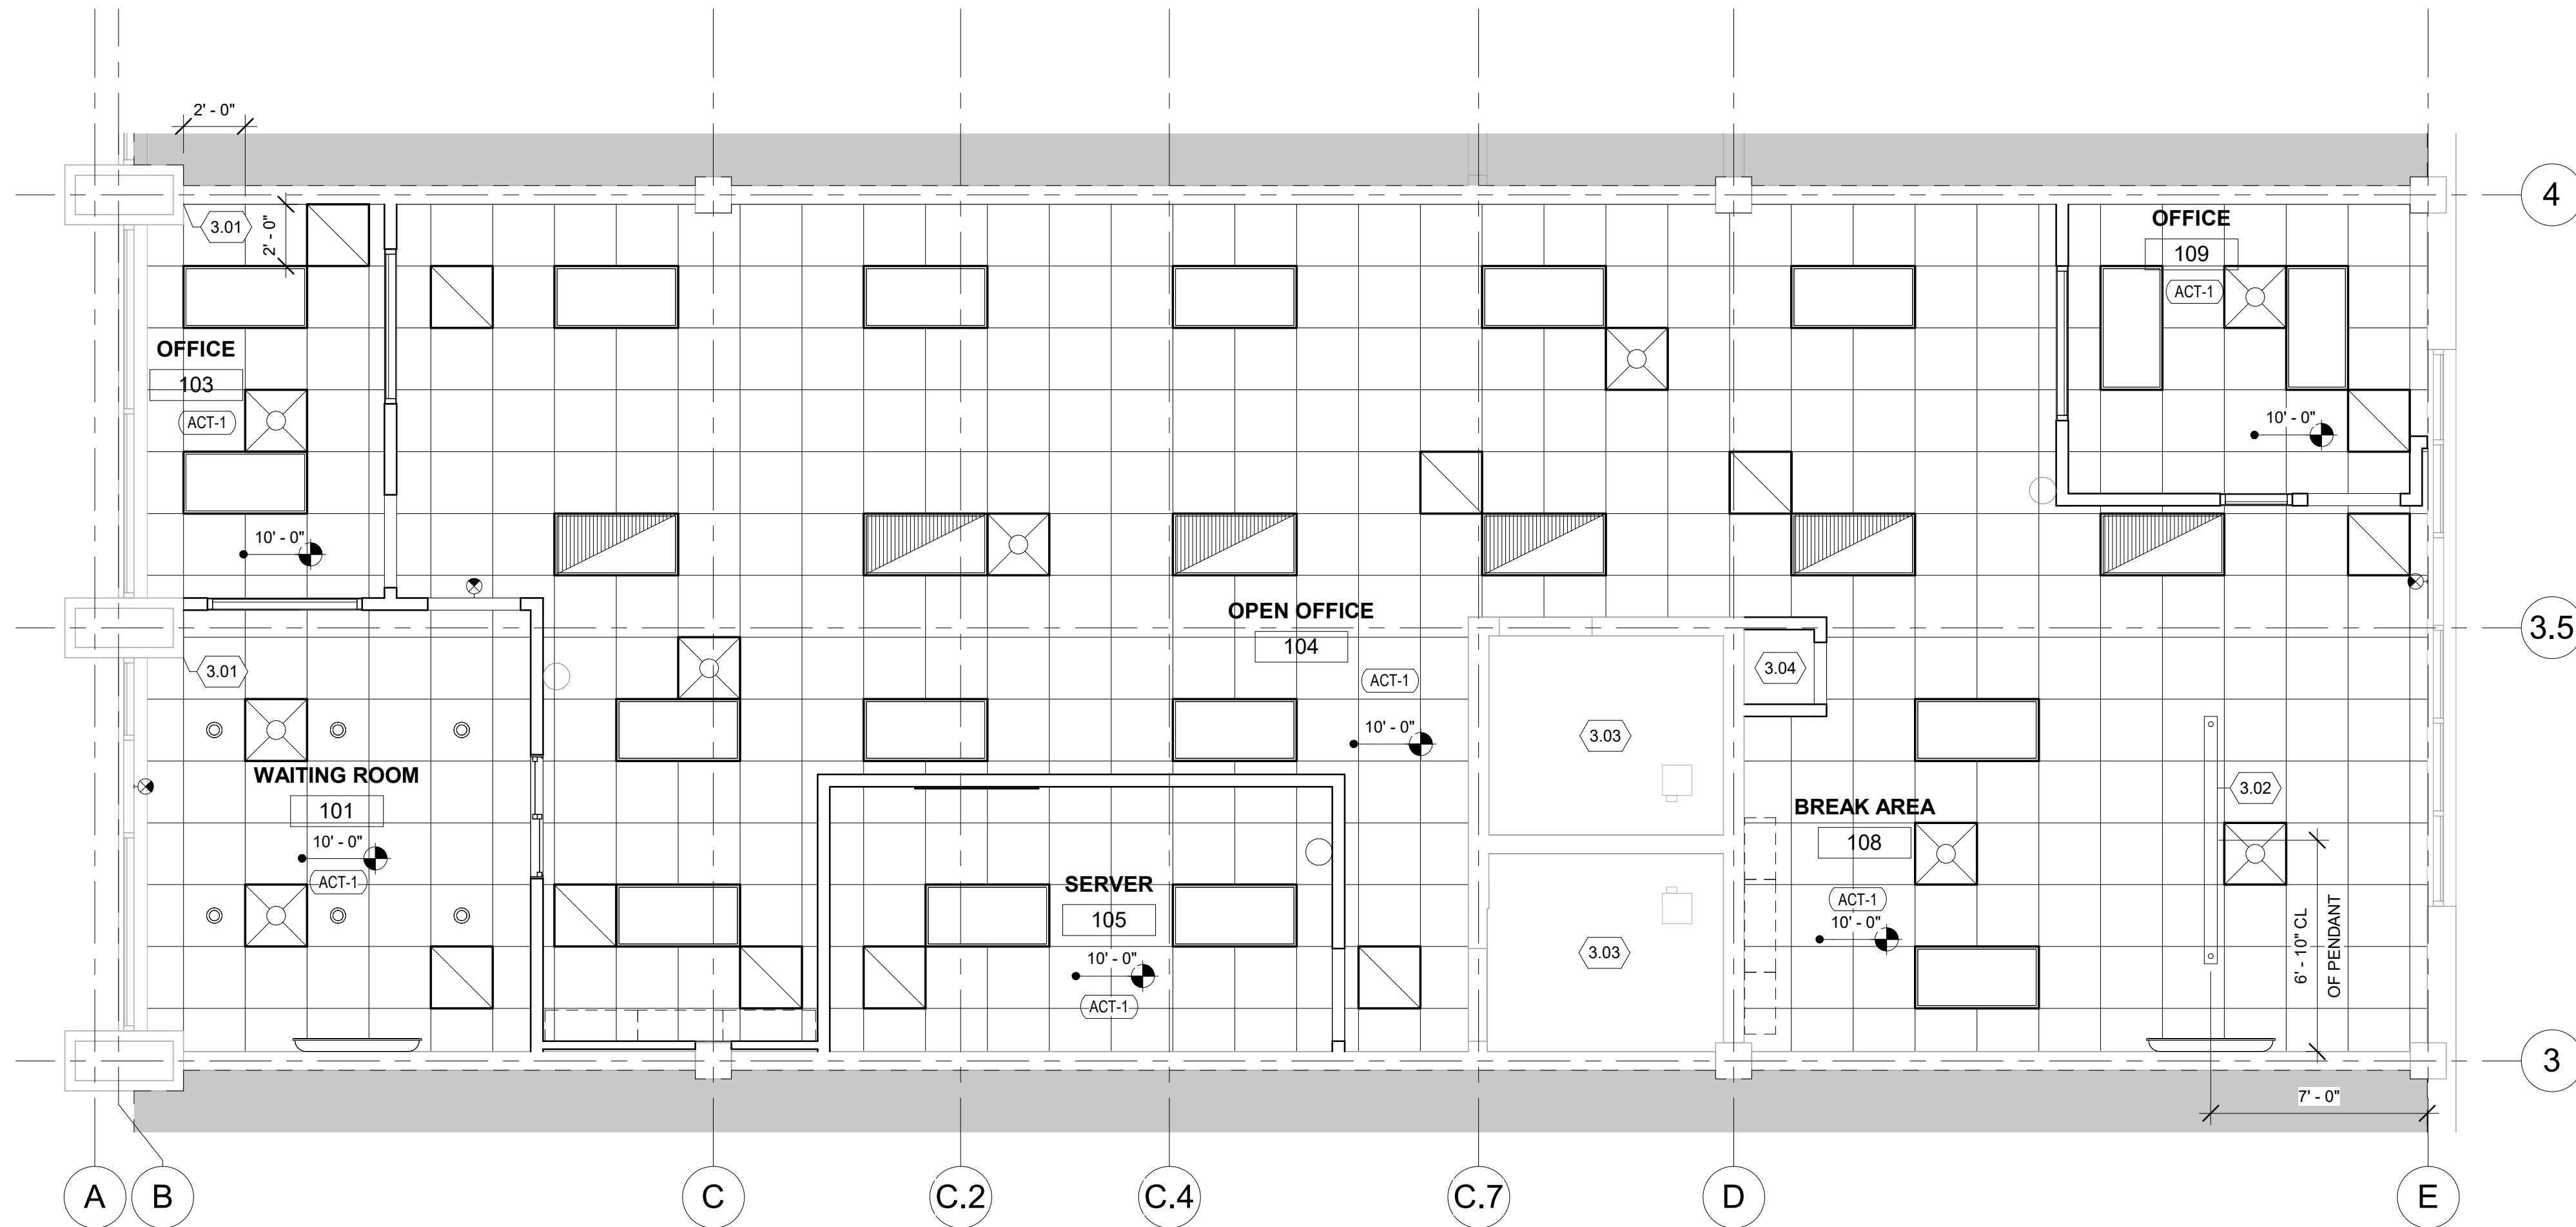 2' - 0"
4
3.01
2' - 0"
OFFICE
109
ACT-1
10' - 0"
OFFICE
103
ACT-1
10' - 0"
OPEN OFFICE
104
ACT-1
10' - 0"
3.5
3.01
3.04
3.03
3.02
WAITING ROOM
101
10' - 0"
ACT-1
BREAK AREA
108
ACT-1
10' - 0"
SERVER
105
10' - 0"
ACT-1
3.03
6' - 10" CL
OF PENDANT
3
7' - 0"
A
B
C
C.2
C.4
C.7
D
E